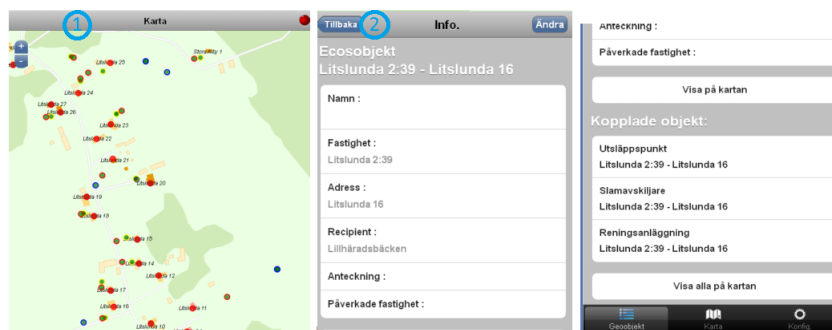 1
Karta
+
-
Litslunda 25
Litslunda 24
Litslunda 27
Litslunda 26
Litslunda 23
Litslunda 22
Litslunda 21
Litslunda 20
Litslunda 19
Litslunda 18
Litslunda 15
Litslunda 14
Litslunda 12
Litslunda 17
Litslunda 16
Litslunda 11
Litslunda 10
Tillbaka
2
Info.
Ändra
Ecosobjekt
Litslunda 2:39 - Litslunda 16
Namn :
Fastighet :
Litslunda 2:39
Adress :
Litslunda 16
Recipient :
Lillhäradsbäcken
Anteckning :
Påverkade fastighet :
Anteckning :
Påverkade fastighet :
Visa på kartan
Kopplade objekt:
Utsläppspunkt
Litslunda 2:39 - Litslunda 16
Slamavskiljare
Litslunda 2:39 - Litslunda 16
Reningsanläggning
Litslunda 2:39 - Litslunda 16
Visa alla på kartan
Geoobjekt
Karta
Konfig